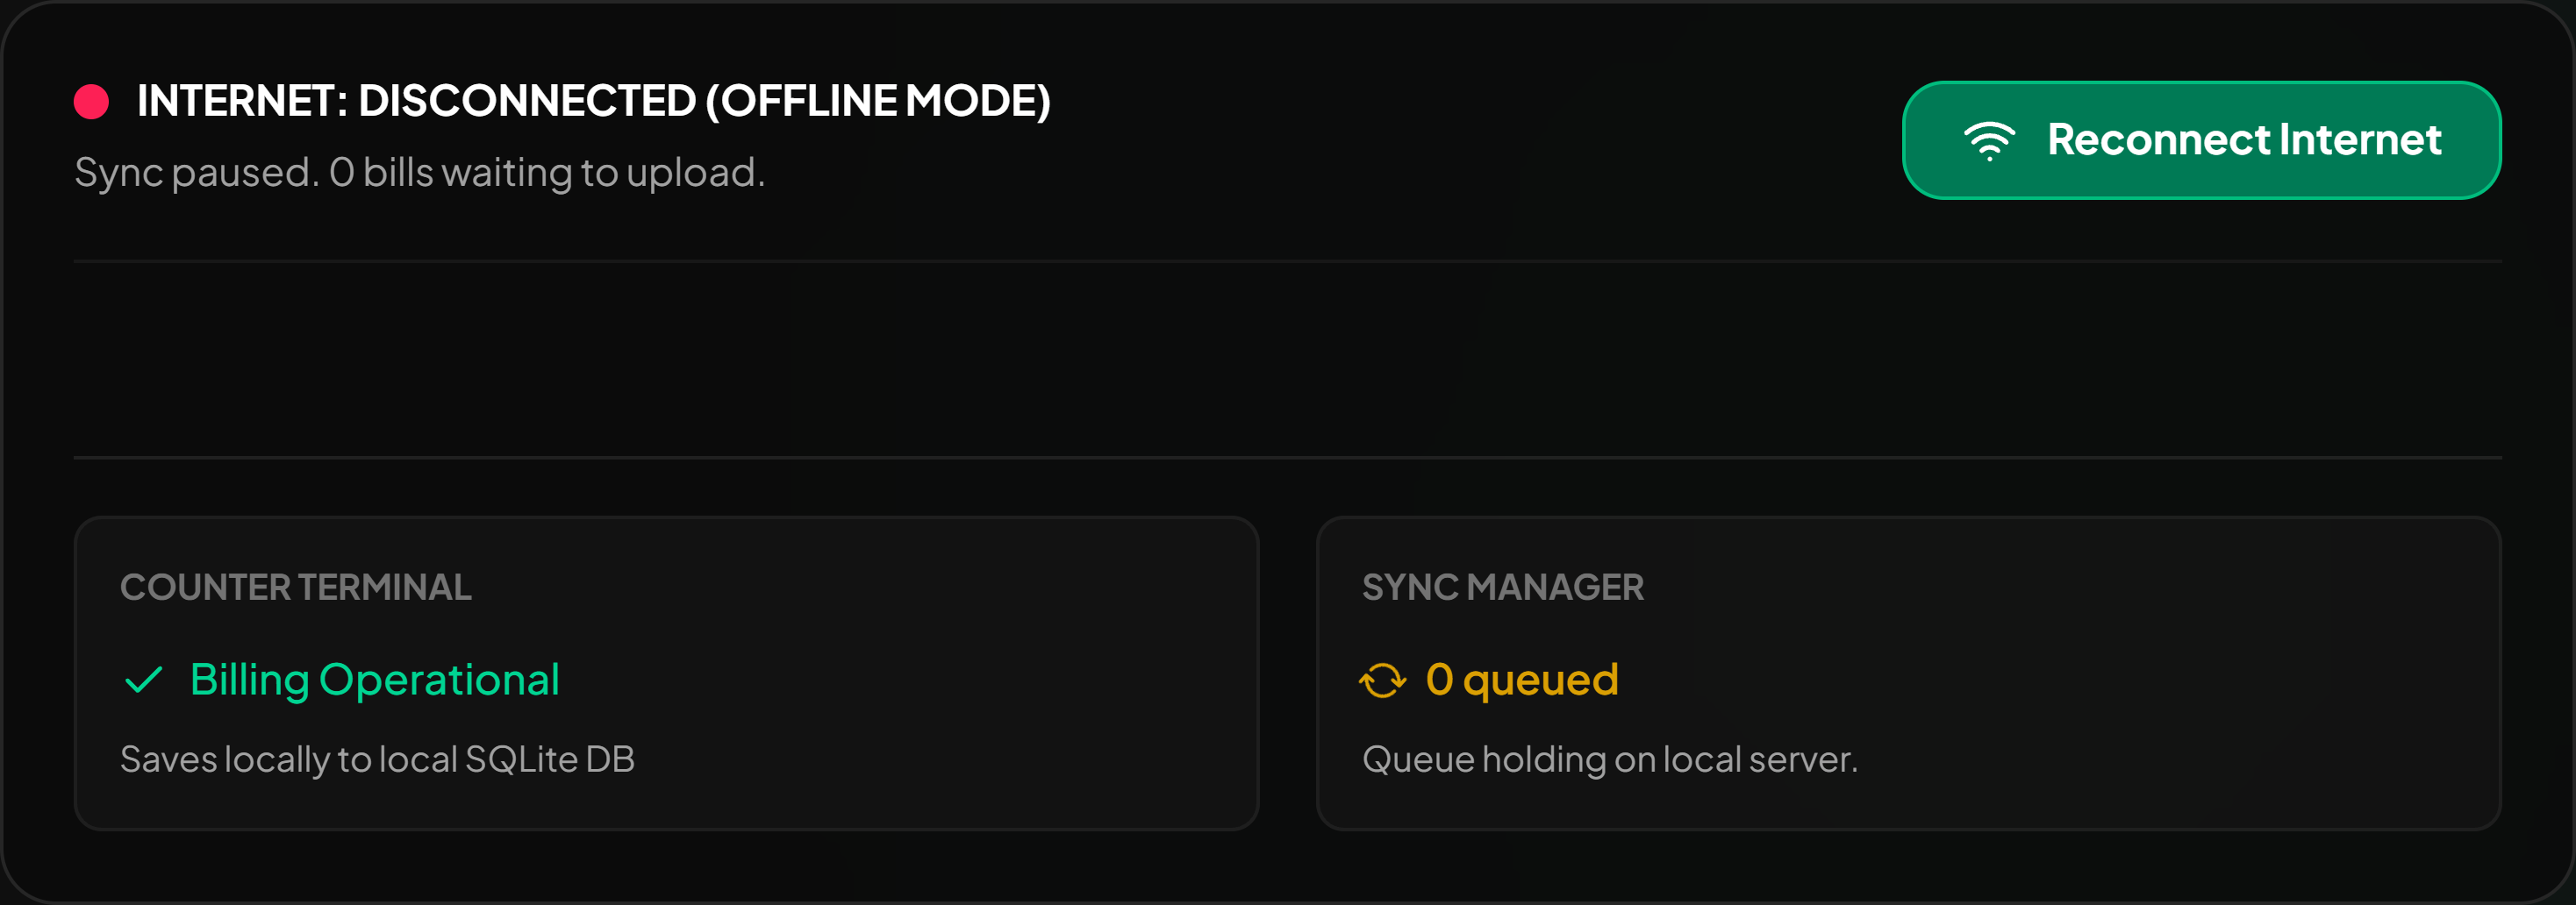 INTERNET: DISCONNECTED (OFFLINE MODE)
Sync paused. 0 bills waiting to upload.
Reconnect Internet
COUNTER TERMINAL
Billing Operational
Saves locally to local SQLite DB
SYNC MANAGER
0 queued
Queue holding on local server.